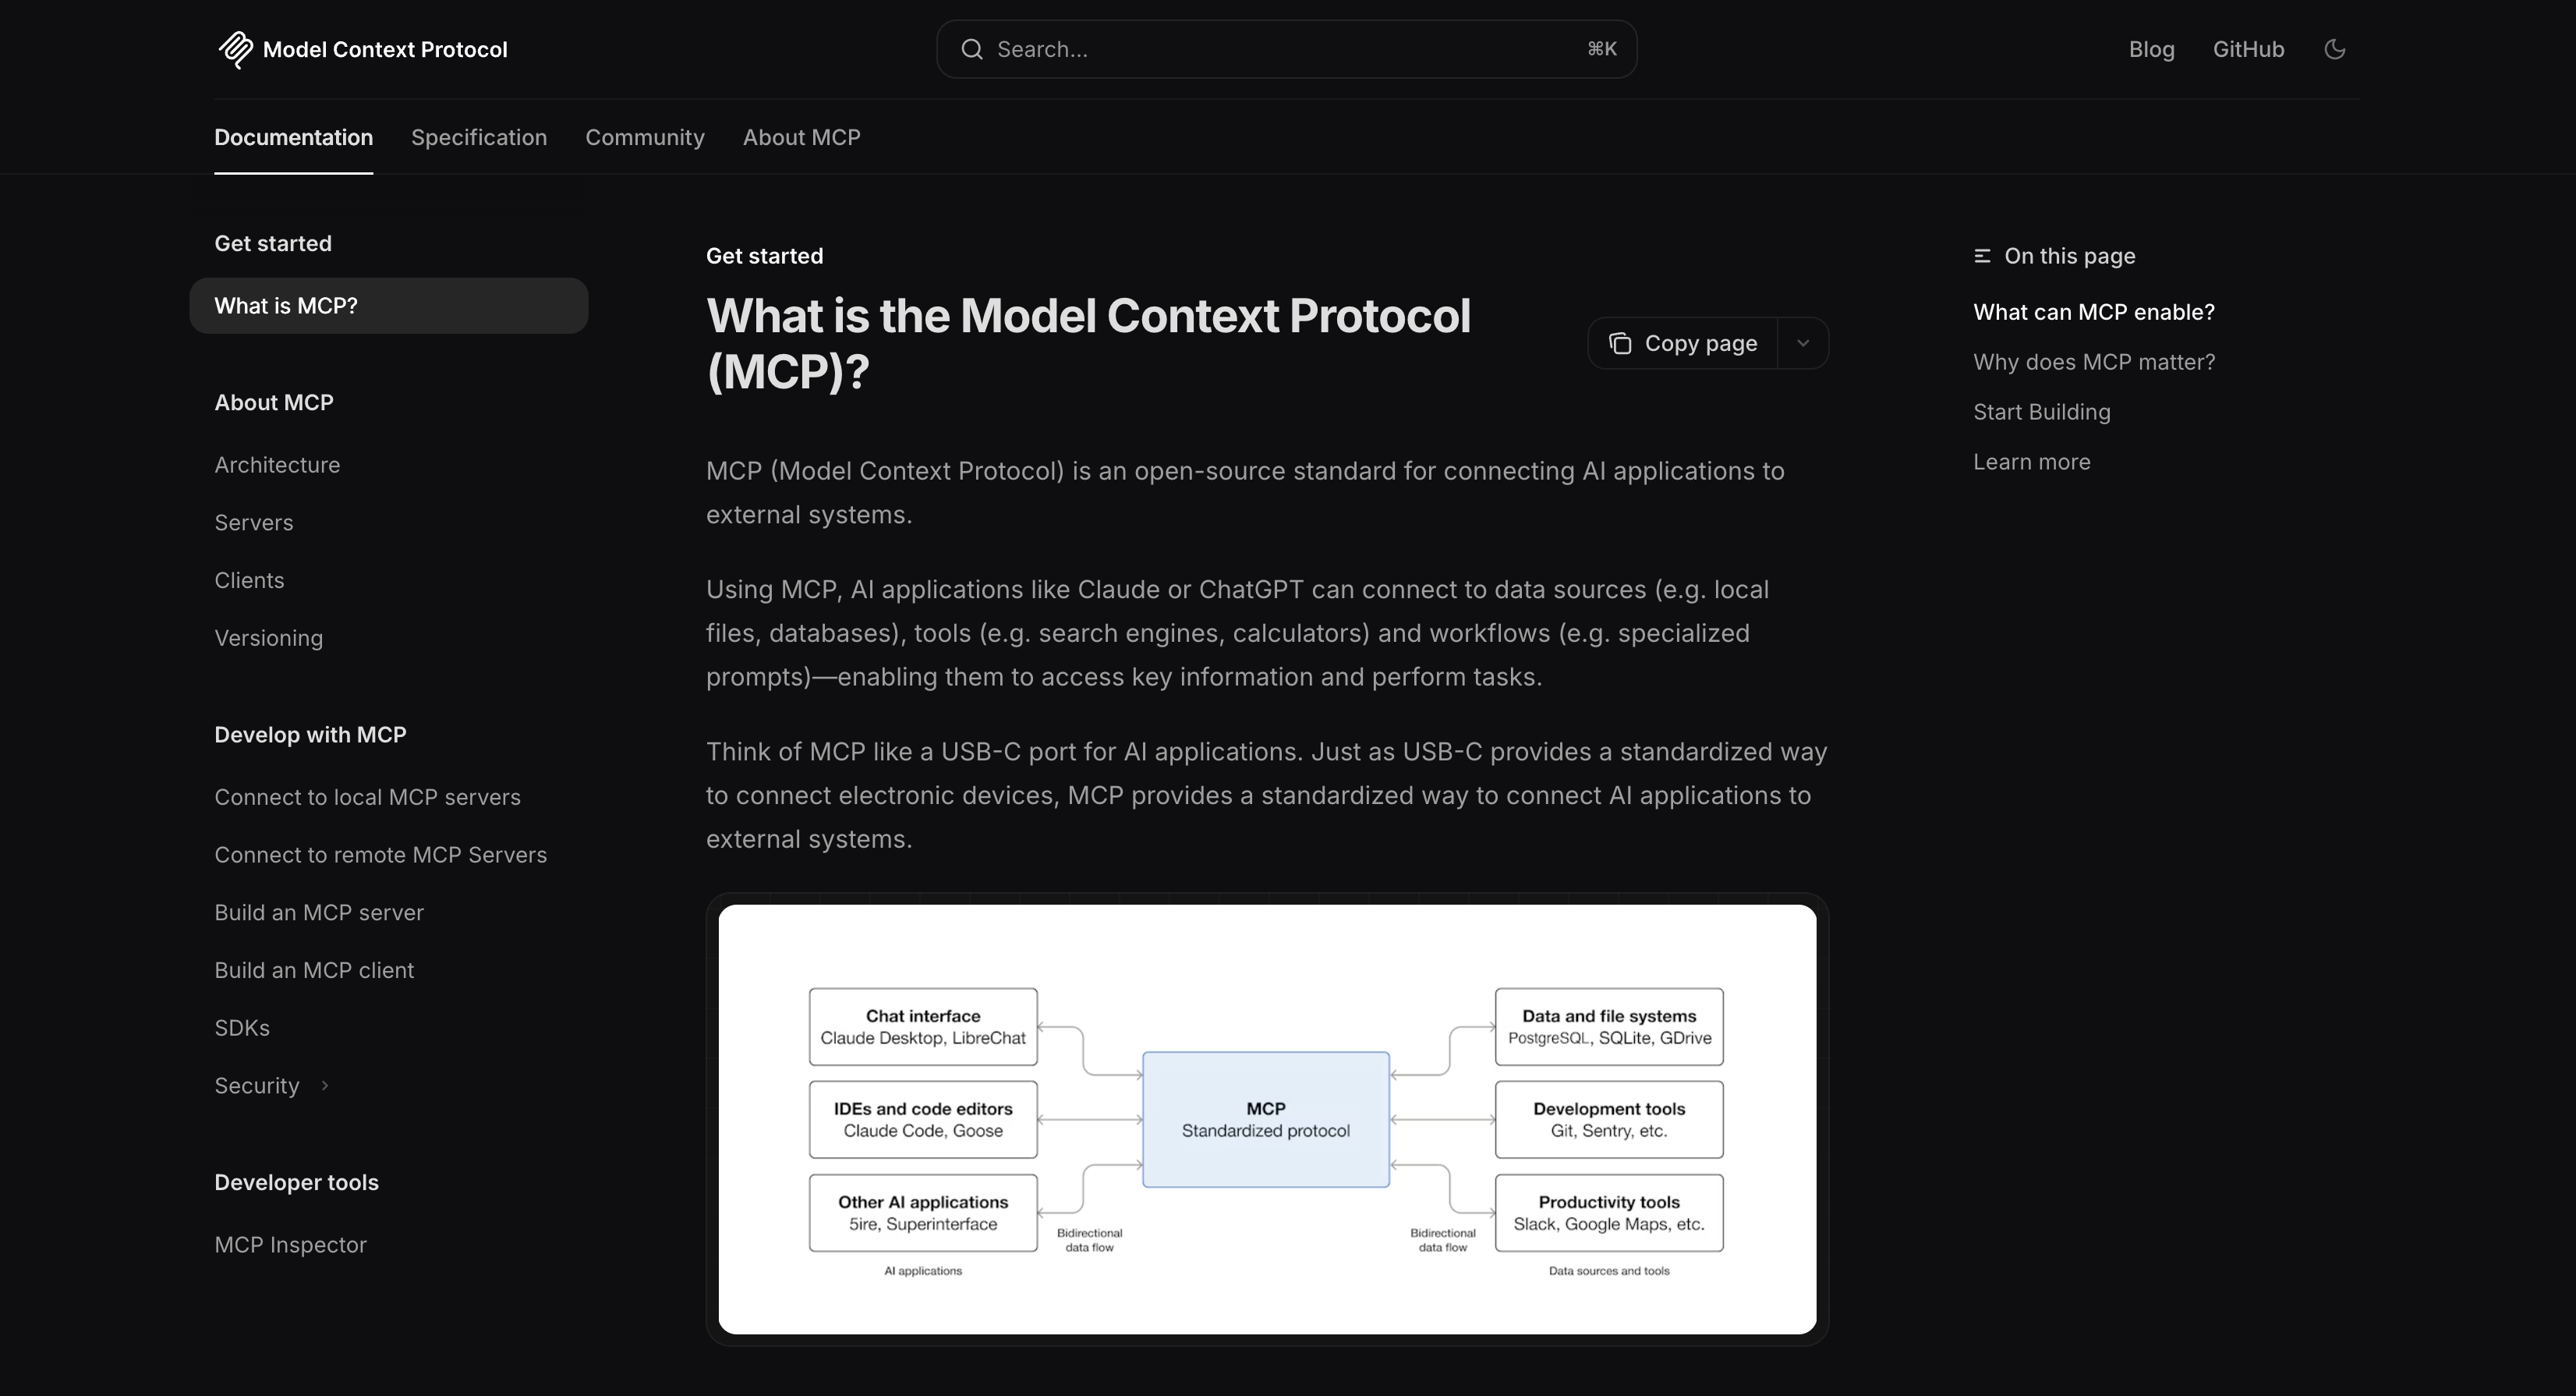 Model Context Protocol
Search...
⌘K
Blog
GitHub
Documentation
Specification
Community
About MCP
Get started
What is MCP?
About MCP
Architecture
Servers
Clients
Versioning
Develop with MCP
Connect to local MCP servers
Connect to remote MCP Servers
Build an MCP server
Build an MCP client
SDKs
Security
Developer tools
MCP Inspector
Get started
What is the Model Context Protocol
(MCP)?
Copy page
MCP (Model Context Protocol) is an open-source standard for connecting AI applications to
external systems.
Using MCP, AI applications like Claude or ChatGPT can connect to data sources (e.g. local
files, databases), tools (e.g. search engines, calculators) and workflows (e.g. specialized
prompts)—enabling them to access key information and perform tasks.
Think of MCP like a USB-C port for AI applications. Just as USB-C provides a standardized way
to connect electronic devices, MCP provides a standardized way to connect AI applications to
external systems.
Chat interface
Claude Desktop, LibreChat
IDEs and code editors
Claude Code, Goose
Other AI applications
5ire, Superinterface
AI applications
Bidirectional
data flow
MCP
Standardized protocol
Bidirectional
data flow
Data and file systems
PostgreSQL, SQLite, GDrive
Development tools
Git, Sentry, etc.
Productivity tools
Slack, Google Maps, etc.
Data sources and tools
On this page
What can MCP enable?
Why does MCP matter?
Start Building
Learn more